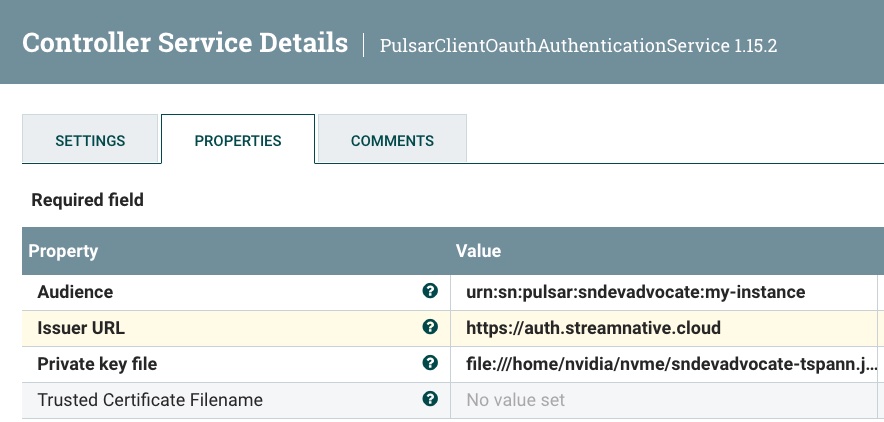 Controller Service Details | PulsarClientOauthAuthenticationService 1.15.2
SETTINGS PROPERTIES COMMENTS
Required field
Property Value
Audience ? urn:sn:pulsar:sndevadvocate:my-instance
Issuer URL ? https://auth.streamnative.cloud
Private key file ? file:///home/nvidia/nvme/sndevadvocate-tspann.j...
Trusted Certificate Filename ? No value set